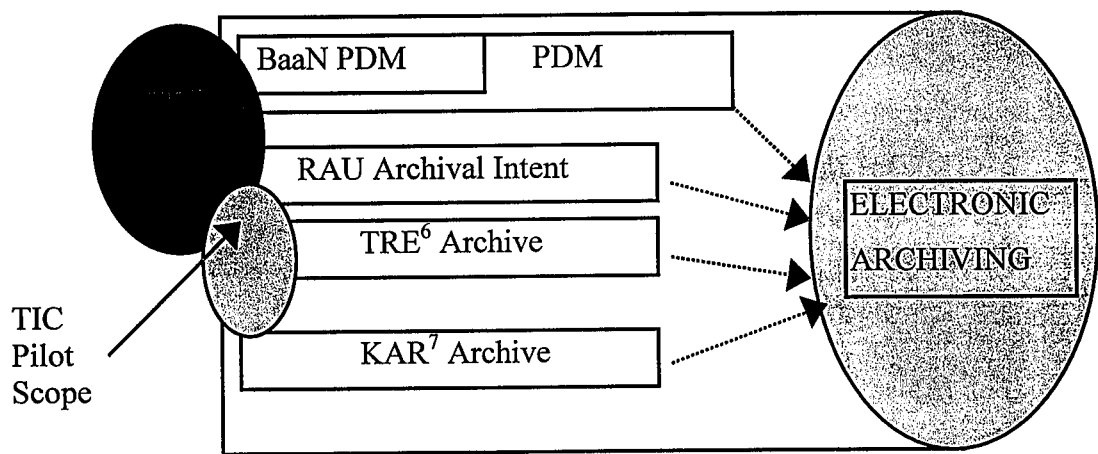 BaaN PDM
PDM
RAU Archival Intent
TRE⁶ Archive
KAR⁷ Archive
ELECTRONIC
ARCHIVING
TIC
Pilot
Scope